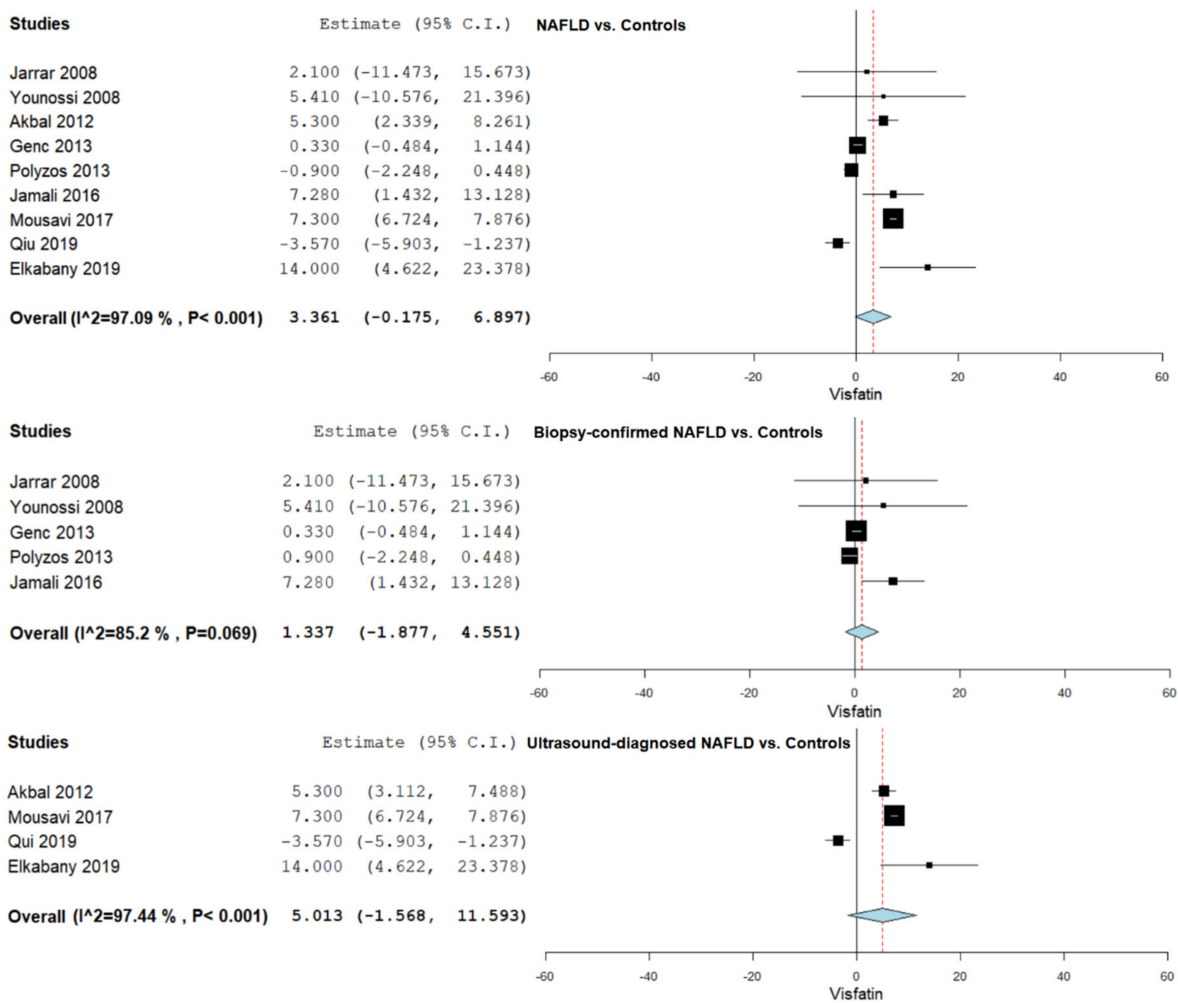 Studies Estimate (95% C.I.) NAFLD vs. Controls
Jarrar 2008 2.100 (-11.473, 15.673)
Younossi 2008 5.410 (-10.576, 21.396)
Akbal 2012 5.300 (2.339, 8.261)
Genc 2013 0.330 (-0.484, 1.144)
Polyzos 2013 -0.900 (-2.248, 0.448)
Jamali 2016 7.280 (1.432, 13.128)
Mousavi 2017 7.300 (6.724, 7.876)
Qiu 2019 -3.570 (-5.903, -1.237)
Elkabany 2019 14.000 (4.622, 23.378)
Overall (I^2=97.09 % , P< 0.001) 3.361 (-0.175, 6.897)
-60 -40 -20 0 20 40 60
Visfatin
Studies Estimate (95% C.I.) Biopsy-confirmed NAFLD vs. Controls
Jarrar 2008 2.100 (-11.473, 15.673)
Younossi 2008 5.410 (-10.576, 21.396)
Genc 2013 0.330 (-0.484, 1.144)
Polyzos 2013 0.900 (-2.248, 0.448)
Jamali 2016 7.280 (1.432, 13.128)
Overall (I^2=85.2 % , P=0.069) 1.337 (-1.877, 4.551)
-60 -40 -20 0 20 40 60
Visfatin
Studies Estimate (95% C.I.) Ultrasound-diagnosed NAFLD vs. Controls
Akbal 2012 5.300 (3.112, 7.488)
Mousavi 2017 7.300 (6.724, 7.876)
Qui 2019 -3.570 (-5.903, -1.237)
Elkabany 2019 14.000 (4.622, 23.378)
Overall (I^2=97.44 % , P< 0.001) 5.013 (-1.568, 11.593)
-60 -40 -20 0 20 40 60
Visfatin